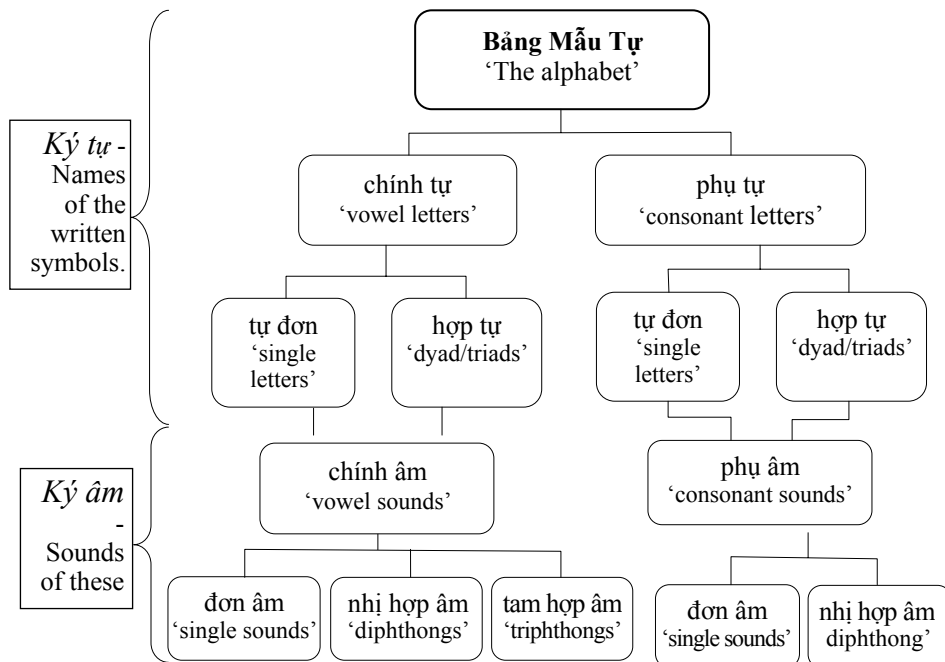 Bảng Mẫu Tự
‘The alphabet’
Ký tự -
Names
of the
written
symbols.
chính tự
‘vowel letters’
phụ tự
‘consonant letters’
tự đơn
‘single
letters’
hợp tự
‘dyad/triads’
tự đơn
‘single
letters’
hợp tự
‘dyad/triads’
Ký âm
-
Sounds
of these
chính âm
‘vowel sounds’
phụ âm
‘consonant sounds’
đơn âm
‘single sounds’
nhị hợp âm
‘diphthongs’
tam hợp âm
‘triphthongs’
đơn âm
‘single sounds’
nhị hợp âm
diphthong’